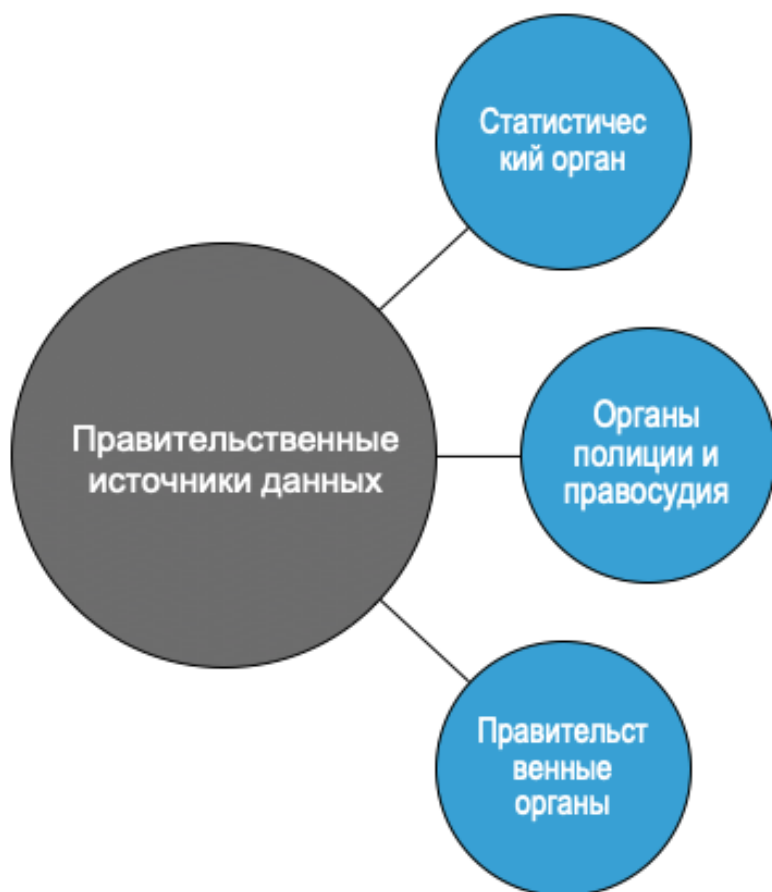 Статистичес
кий орган
Органы
полиции и
правосудия
Правительственные
источники данных
Правительст
венные
органы